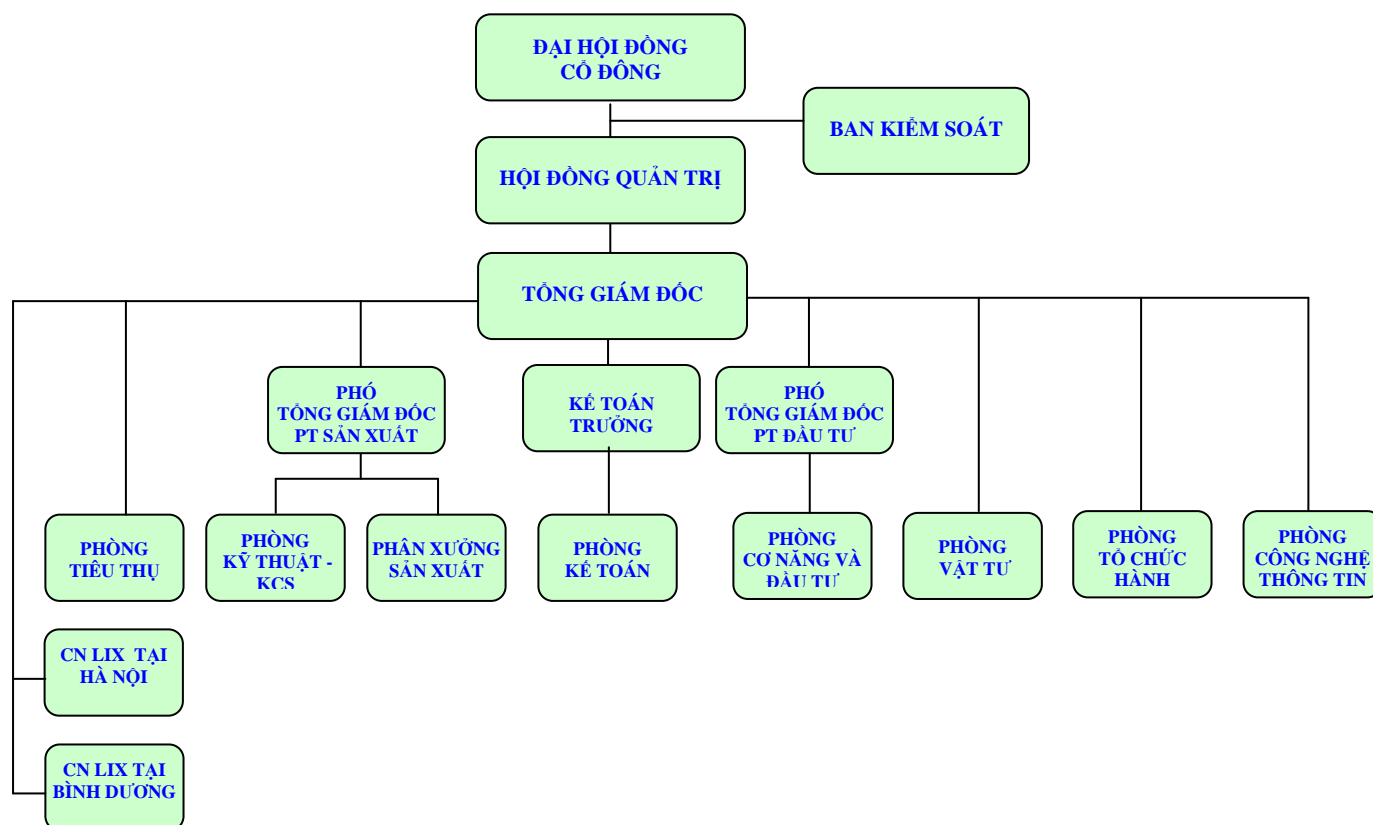 ĐẠI HỘI ĐỒNG
CỔ ĐÔNG
BAN KIỂM SOÁT
HỘI ĐỒNG QUẢN TRỊ
TỔNG GIÁM ĐỐC
PHÓ
TỔNG GIÁM ĐỐC
PT SẢN XUẤT
KẾ TOÁN
TRƯỞNG
PHÓ
TỔNG GIÁM ĐỐC
PT ĐẦU TƯ
PHÒNG
TIÊU THỤ
PHÒNG
KỸ THUẬT -
KCS
PHÂN XƯỞNG
SẢN XUẤT
PHÒNG
KẾ TOÁN
PHÒNG
CƠ NĂNG VÀ
ĐẦU TƯ
PHÒNG
VẬT TƯ
PHÒNG
TỔ CHỨC
HÀNH
PHÒNG
CÔNG NGHỆ
THÔNG TIN
CN LIX TẠI
HÀ NỘI
CN LIX TẠI
BÌNH DƯƠNG